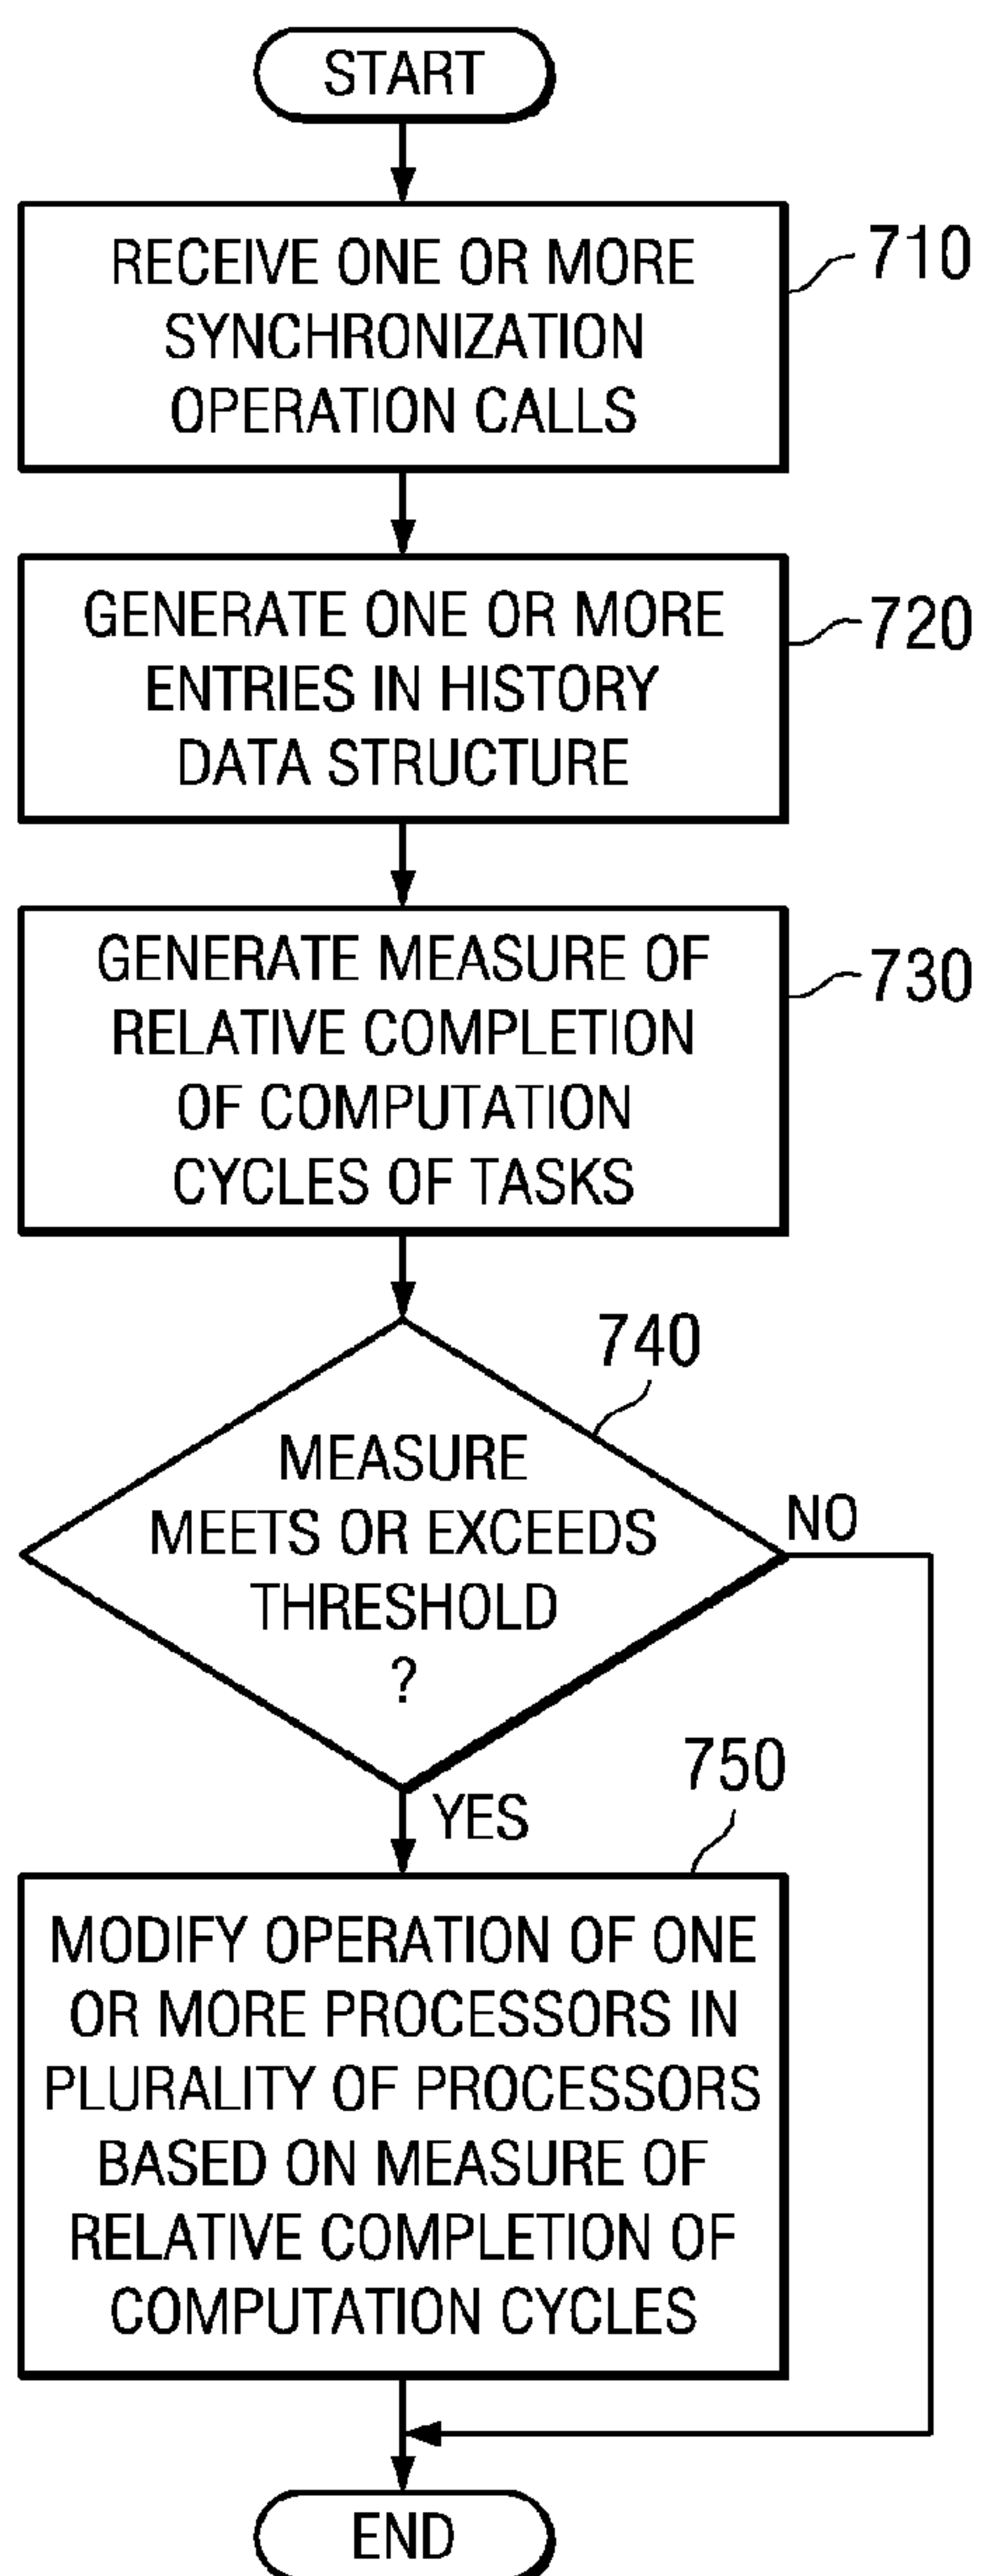 START
RECEIVE ONE OR MORE
SYNCHRONIZATION
OPERATION CALLS
710
GENERATE ONE OR MORE
ENTRIES IN HISTORY
DATA STRUCTURE
720
GENERATE MEASURE OF
RELATIVE COMPLETION
OF COMPUTATION
CYCLES OF TASKS
730
740
MEASURE
MEETS OR EXCEEDS
THRESHOLD
?
NO
YES
750
MODIFY OPERATION OF ONE
OR MORE PROCESSORS IN
PLURALITY OF PROCESSORS
BASED ON MEASURE OF
RELATIVE COMPLETION OF
COMPUTATION CYCLES
END